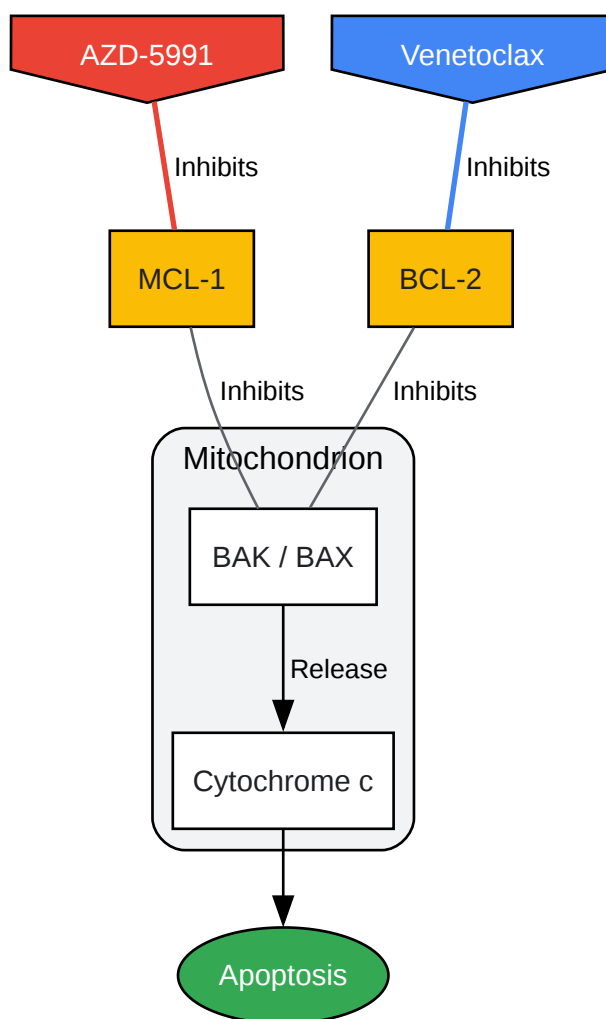 AZD-5991
Venetoclax
Inhibits
Inhibits
MCL-1
BCL-2
Inhibits
Inhibits
Mitochondrion
BAK / BAX
Release
Cytochrome c
Apoptosis